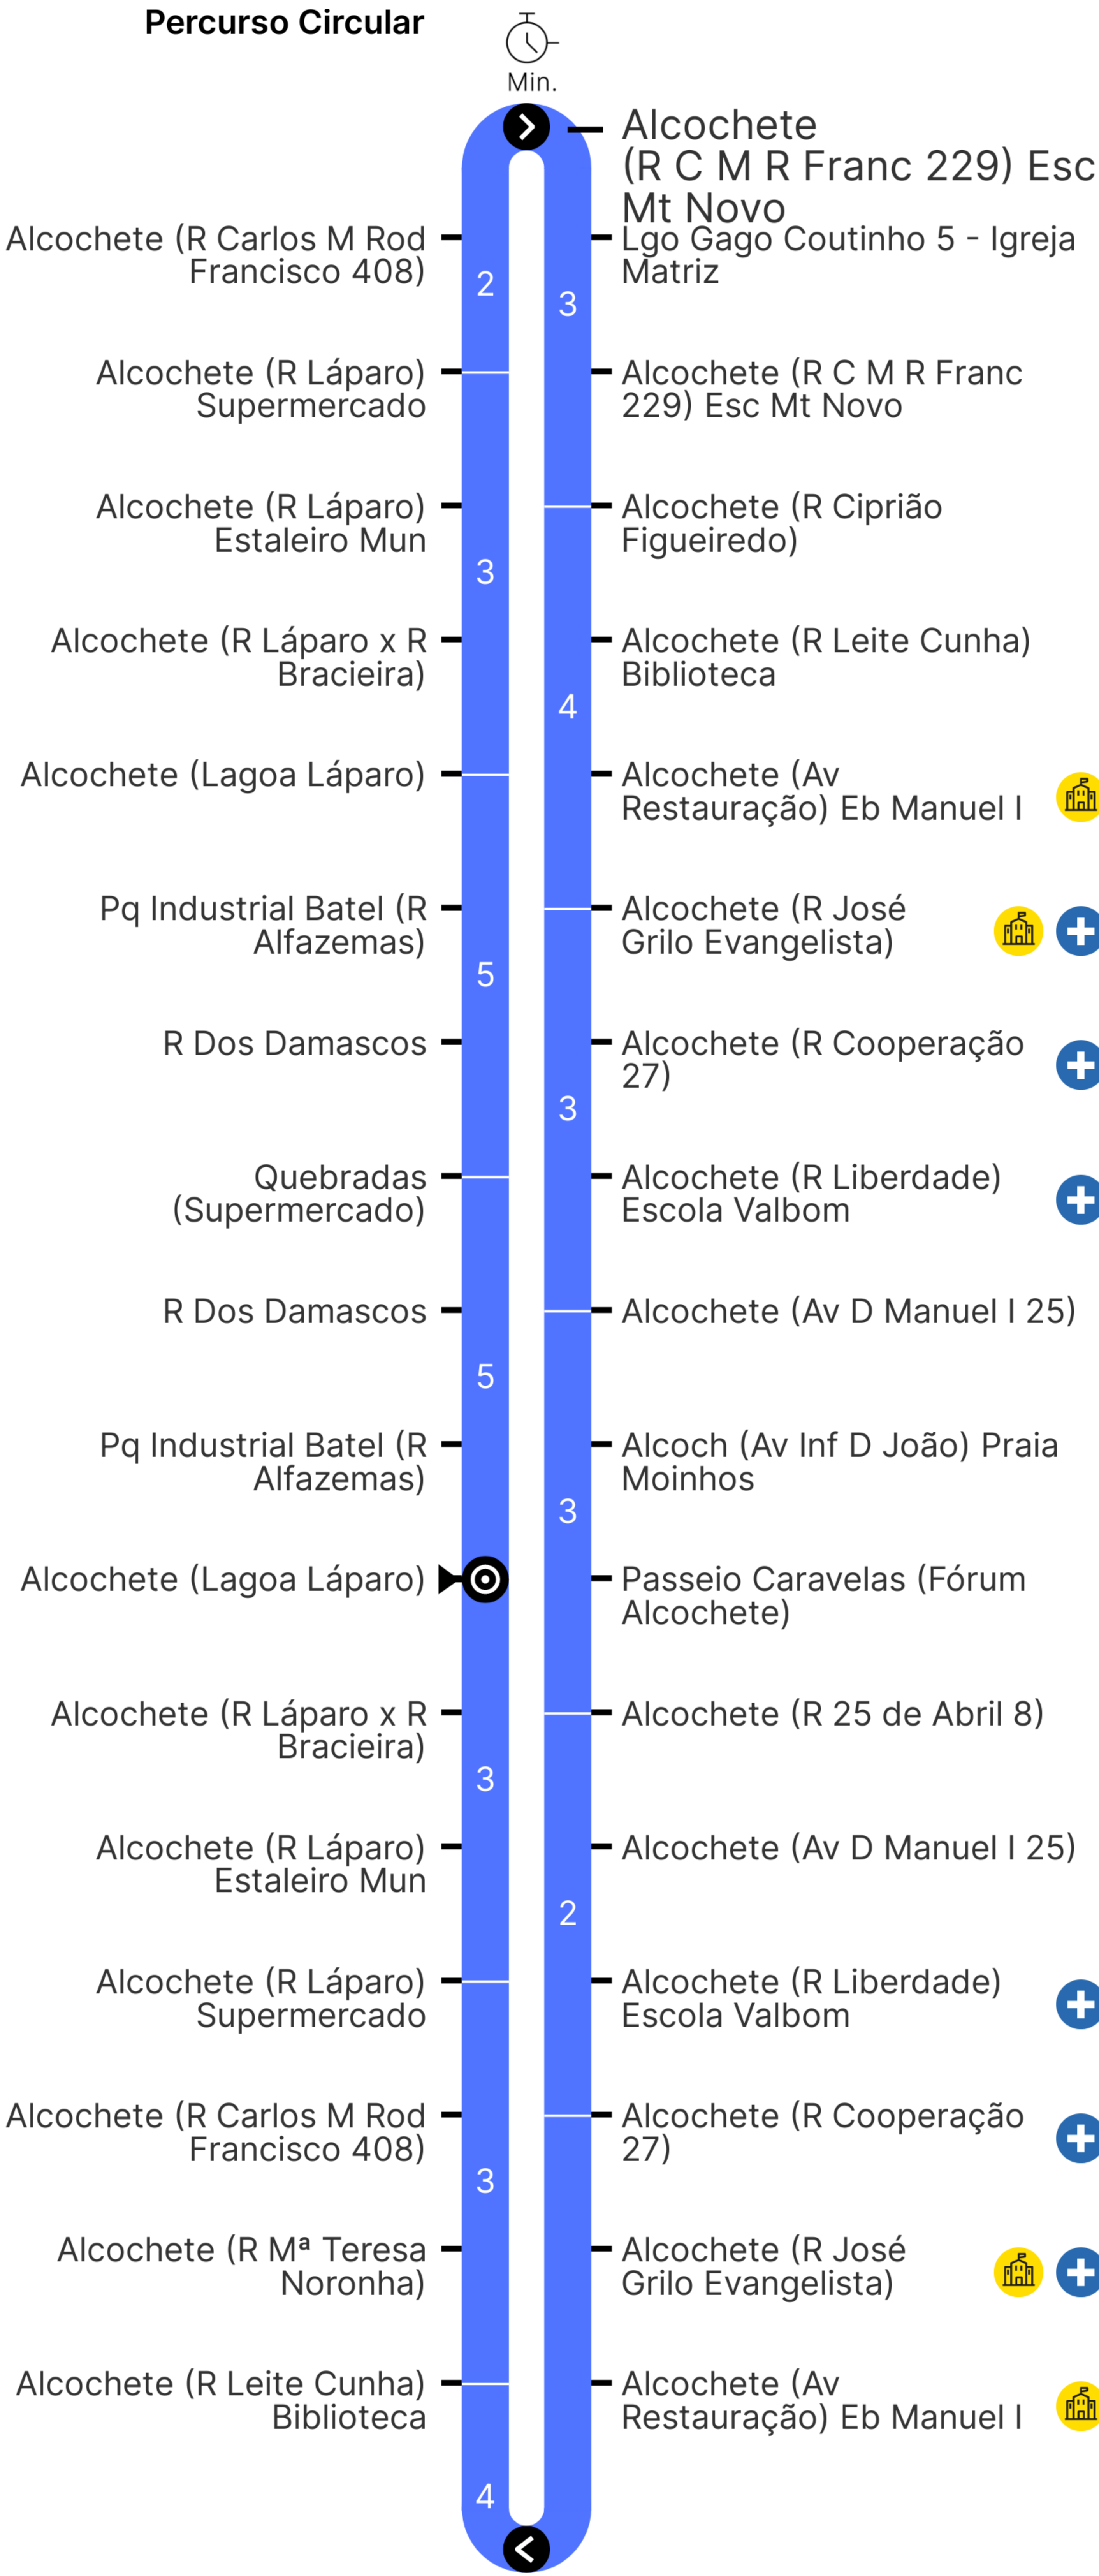 Percurso Circular
Min.
Alcochete
(R C M R Franc 229) Esc
Mt Novo
Alcochete (R Carlos M Rod
Francisco 408)
2
Lgo Gago Coutinho 5 - Igreja
Matriz
3
Alcochete (R Láparo)
Supermercado
Alcochete (R C M R Franc
229) Esc Mt Novo
Alcochete (R Láparo)
Estaleiro Mun
3
Alcochete (R Ciprião
Figueiredo)
Alcochete (R Láparo x R
Bracieira)
Alcochete (R Leite Cunha)
Biblioteca
4
Alcochete (Lagoa Láparo)
Alcochete (Av
Restauração) Eb Manuel I
Pq Industrial Batel (R
Alfazemas)
5
Alcochete (R José
Grilo Evangelista)
R Dos Damascos
Alcochete (R Cooperação
27)
3
Quebradas
(Supermercado)
Alcochete (R Liberdade)
Escola Valbom
R Dos Damascos
5
Alcochete (Av D Manuel I 25)
Pq Industrial Batel (R
Alfazemas)
Alcoch (Av Inf D João) Praia
Moinhos
3
Alcochete (Lagoa Láparo)
Passeio Caravelas (Fórum
Alcochete)
Alcochete (R Láparo x R
Bracieira)
3
Alcochete (R 25 de Abril 8)
Alcochete (R Láparo)
Estaleiro Mun
Alcochete (Av D Manuel I 25)
2
Alcochete (R Láparo)
Supermercado
Alcochete (R Liberdade)
Escola Valbom
Alcochete (R Carlos M Rod
Francisco 408)
3
Alcochete (R Cooperação
27)
Alcochete (R Mª Teresa
Noronha)
Alcochete (R José
Grilo Evangelista)
Alcochete (R Leite Cunha)
Biblioteca
Alcochete (Av
Restauração) Eb Manuel I
4